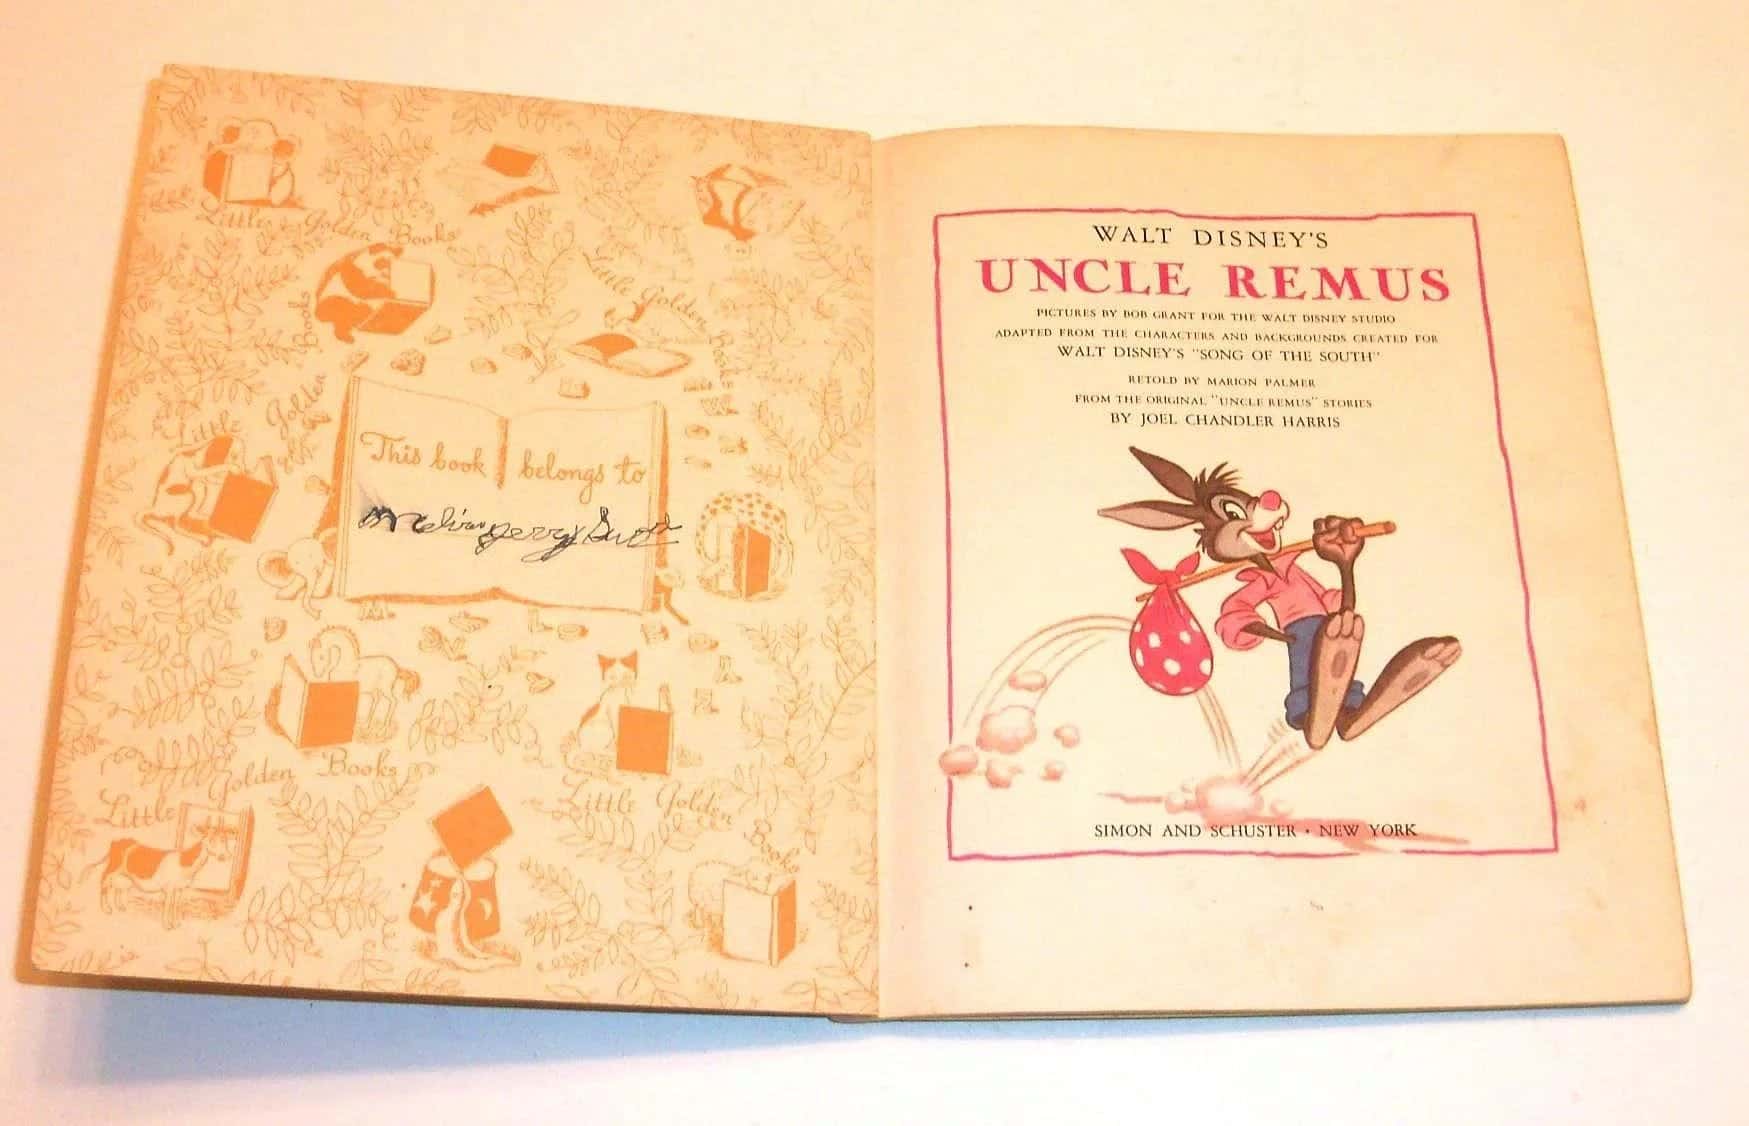 Little Golden Books
Little Golden Books
Little Golden Books
This book belongs to
Golden Books
Little
Little Golden Books
WALT DISNEY'S
UNCLE REMUS
PICTURES BY BOB GRANT FOR THE WALT DISNEY STUDIO
ADAPTED FROM THE CHARACTERS AND BACKGROUNDS CREATED FOR
WALT DISNEY'S "SONG OF THE SOUTH"
RETOLD BY MARION PALMER
FROM THE ORIGINAL "UNCLE REMUS" STORIES
BY JOEL CHANDLER HARRIS
SIMON AND SCHUSTER • NEW YORK